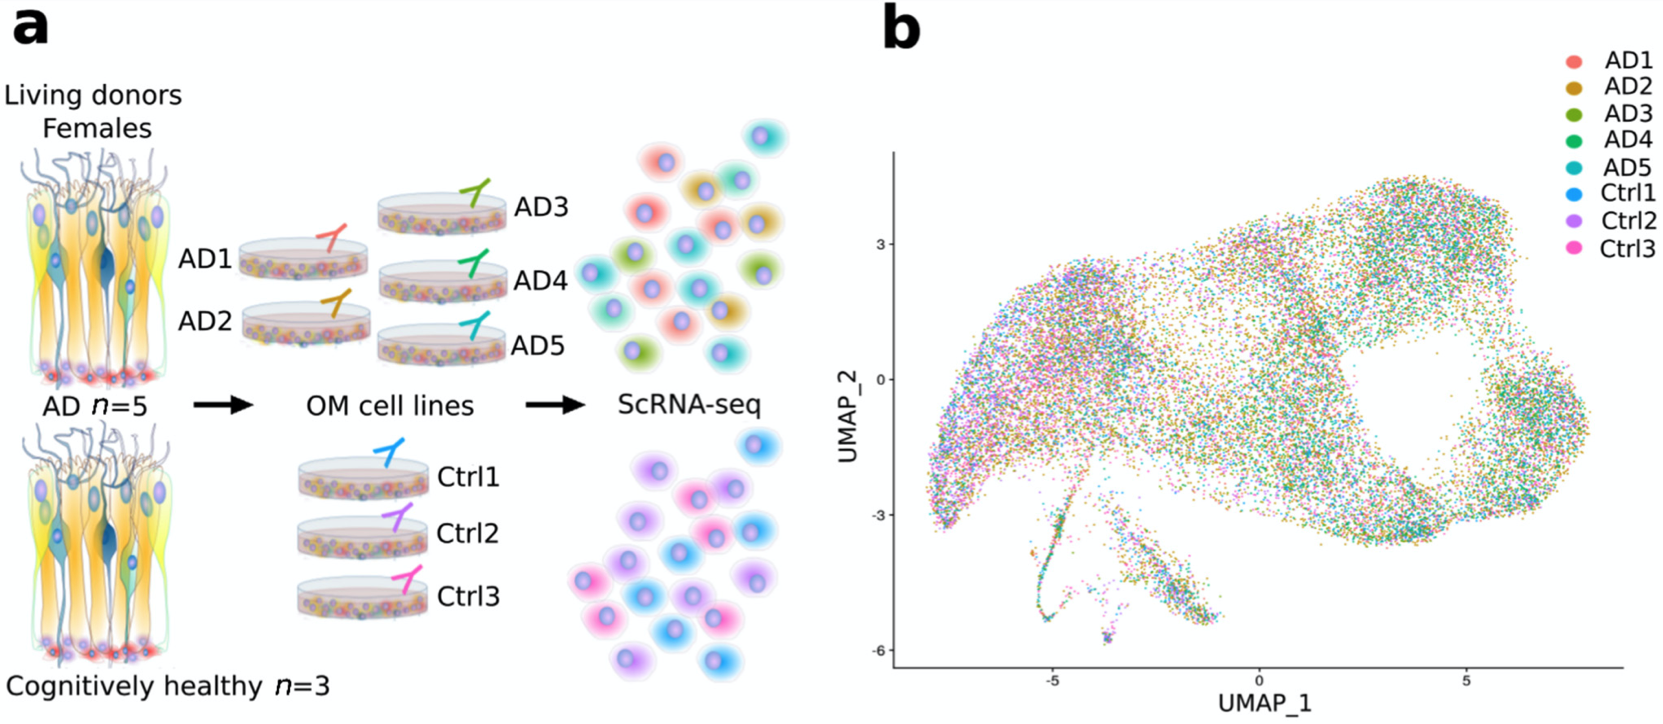 a
Living donors
Females
AD1
AD2
AD3
AD4
AD5
AD n=5
OM cell lines
ScRNA-seq
Ctrl1
Ctrl2
Ctrl3
Cognitively healthy n=3
b
AD1
AD2
AD3
AD4
AD5
Ctrl1
Ctrl2
Ctrl3
UMAP_2
3
0
-3
-6
-5
0
5
UMAP_1